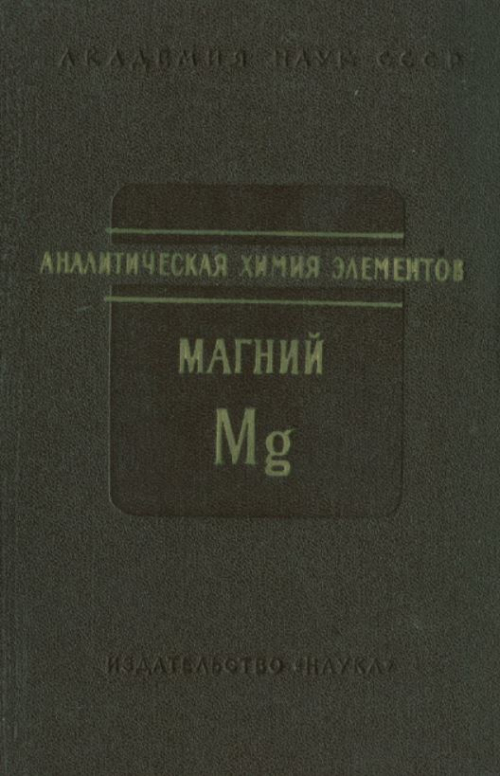 АКАДЕМИЯ НАУК СССР
АНАЛИТИЧЕСКАЯ ХИМИЯ ЭЛЕМЕНТОВ
МАГНИЙ
Mg
ИЗДАТЕЛЬСТВО «НАУКА»